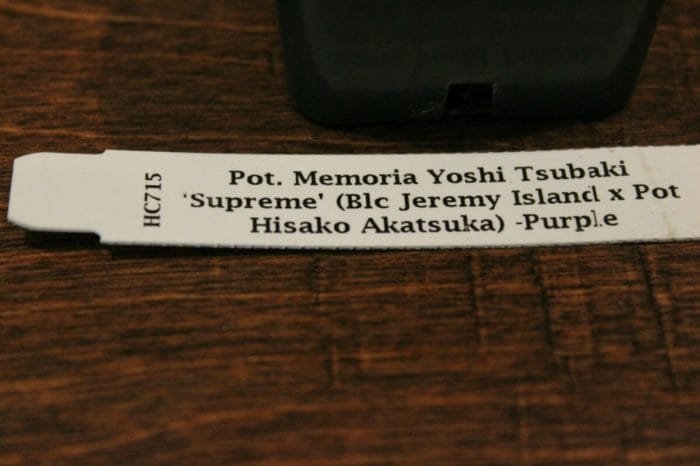 HC715
Pot. Memoria Yoshi Tsubaki
'Supreme' (Blc Jeremy Island x Pot
Hisako Akatsuka) -Purple